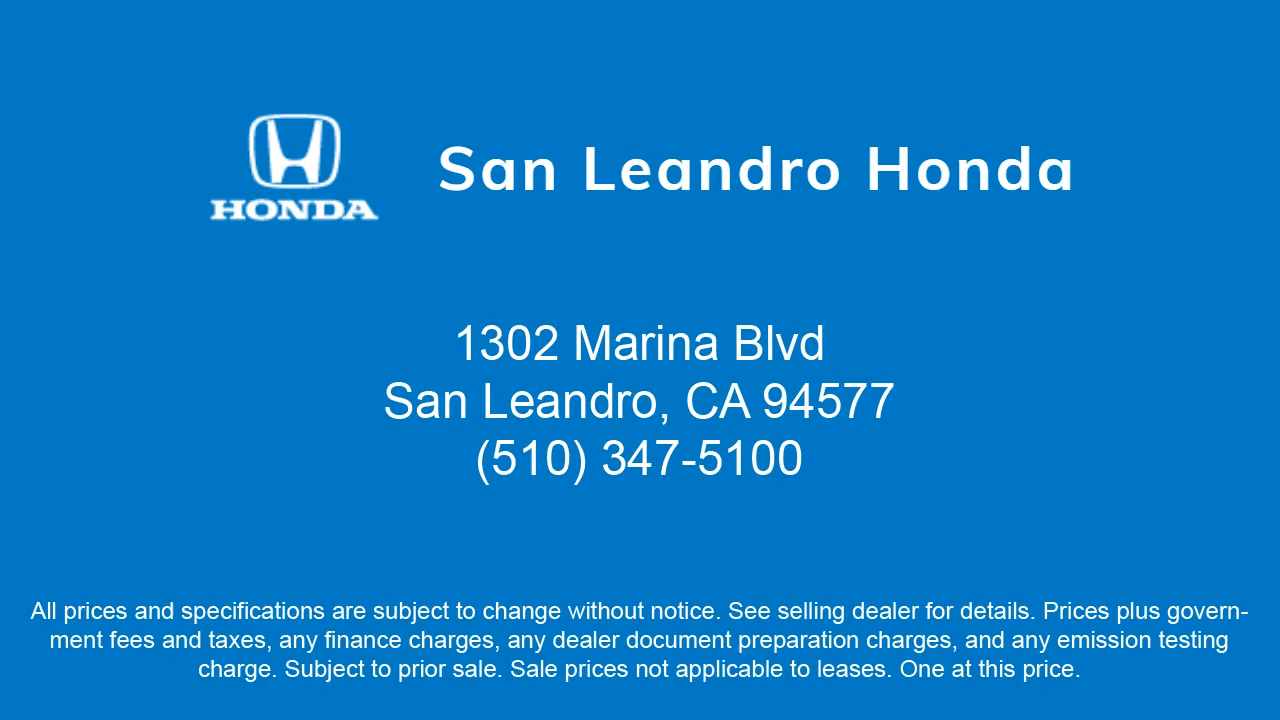 HONDA
San Leandro Honda
1302 Marina Blvd
San Leandro, CA 94577
(510) 347-5100
All prices and specifications are subject to change without notice. See selling dealer for details. Prices plus govern-
ment fees and taxes, any finance charges, any dealer document preparation charges, and any emission testing
charge. Subject to prior sale. Sale prices not applicable to leases. One at this price.